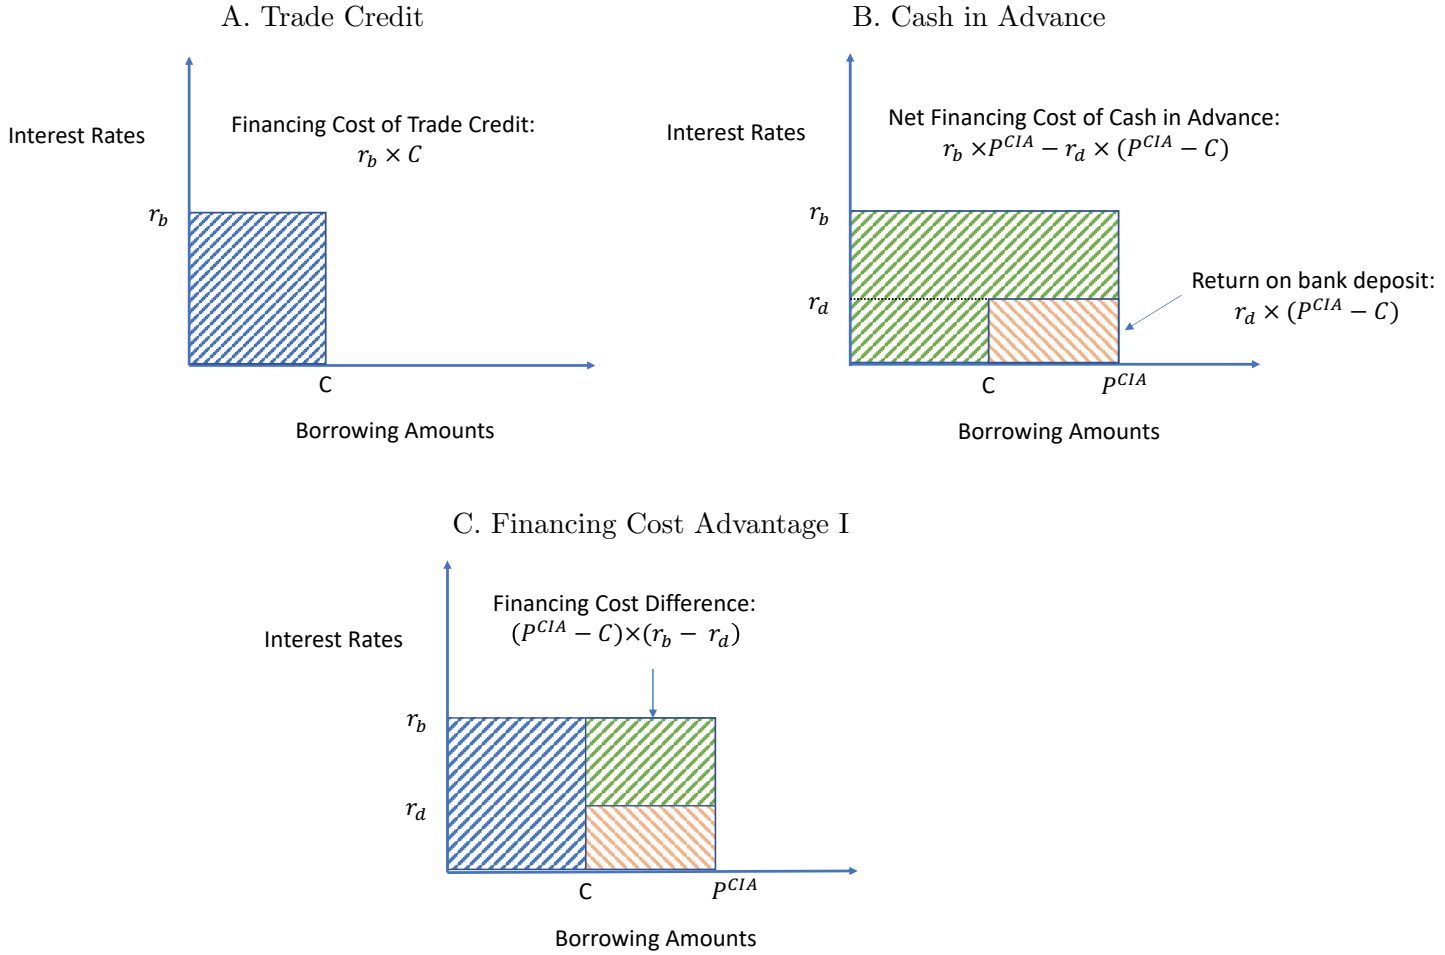 A. Trade Credit
Interest Rates
Financing Cost of Trade Credit:
r_b × C
r_b
C
Borrowing Amounts
B. Cash in Advance
Interest Rates
Net Financing Cost of Cash in Advance:
r_b ×P^{CIA} − r_d × (P^{CIA} − C)
r_b
r_d
Return on bank deposit:
r_d × (P^{CIA} − C)
C
P^{CIA}
Borrowing Amounts
C. Financing Cost Advantage I
Interest Rates
Financing Cost Difference:
(P^{CIA} − C)×(r_b − r_d)
r_b
r_d
C
P^{CIA}
Borrowing Amounts